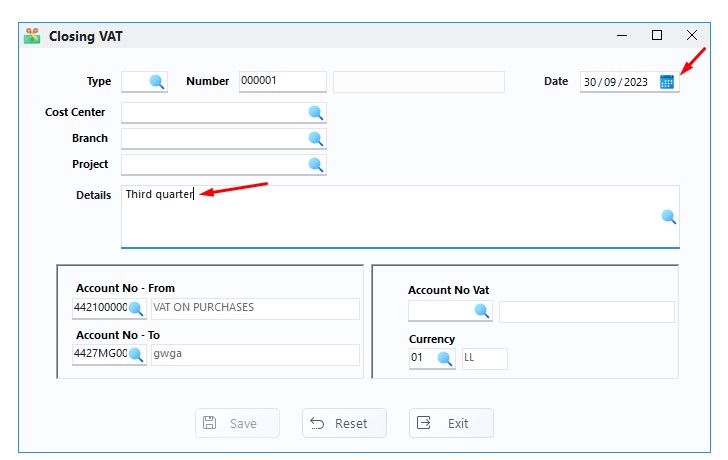 Closing VAT
Type Number 000001 Date 30/09/2023
Cost Center
Branch
Project
Details Third quarter
Account No - From
442100000 VAT ON PURCHASES
Account No - To
4427MG00 gwga
Account No Vat
Currency
01 LL
Save Reset Exit